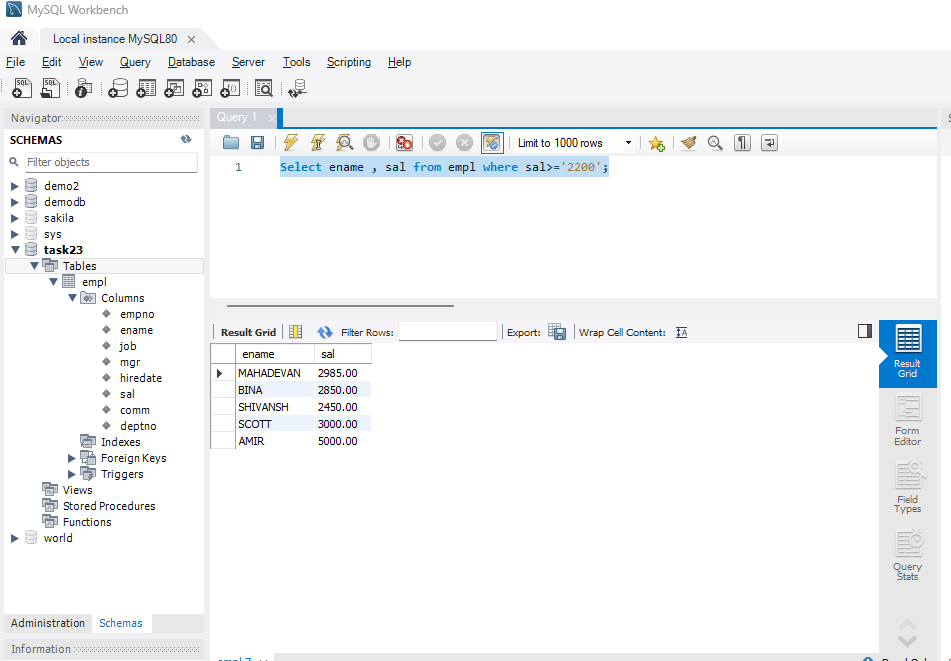 MySQL Workbench
Local instance MySQL80
File Edit View Query Database Server Tools Scripting Help
Navigator
SCHEMAS
Filter objects
demo2
demodb
sakila
sys
task23
Tables
empl
Columns
empno
ename
job
mgr
hiredate
sal
comm
deptno
Indexes
Foreign Keys
Triggers
Views
Stored Procedures
Functions
world
Administration Schemas
Information
Query 1
Limit to 1000 rows
1 Select ename , sal from empl where sal>='2200';
Result Grid Filter Rows: Export: Wrap Cell Content:
ename sal
MAHADEVAN 2985.00
BINA 2850.00
SHIVANSH 2450.00
SCOTT 3000.00
AMIR 5000.00
Result
Grid
Form
Editor
Field
Types
Query
Stats